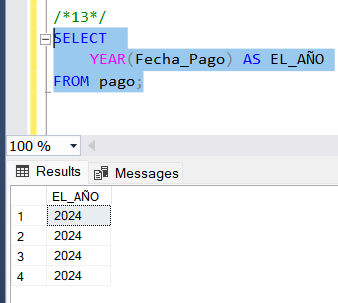 /*13*/
SELECT
YEAR(Fecha_Pago) AS EL_AÑO
FROM pago;
100 %
Results Messages
EL_AÑO
1 2024
2 2024
3 2024
4 2024